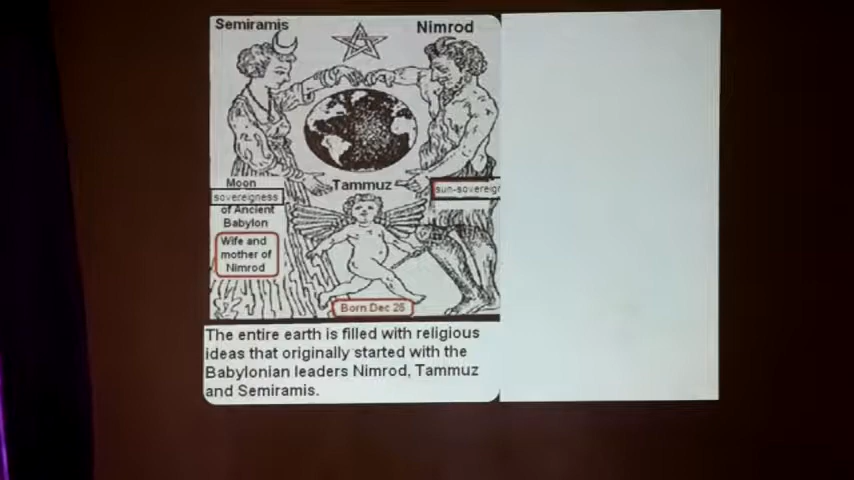 Semiramis
Nimrod
Moon
sovereigness
of Ancient
Babylon
Wife and
mother of
Nimrod
Tammuz
sun-sovereign
Born Dec 25
The entire earth is filled with religious
ideas that originally started with the
Babylonian leaders Nimrod, Tammuz
and Semiramis.